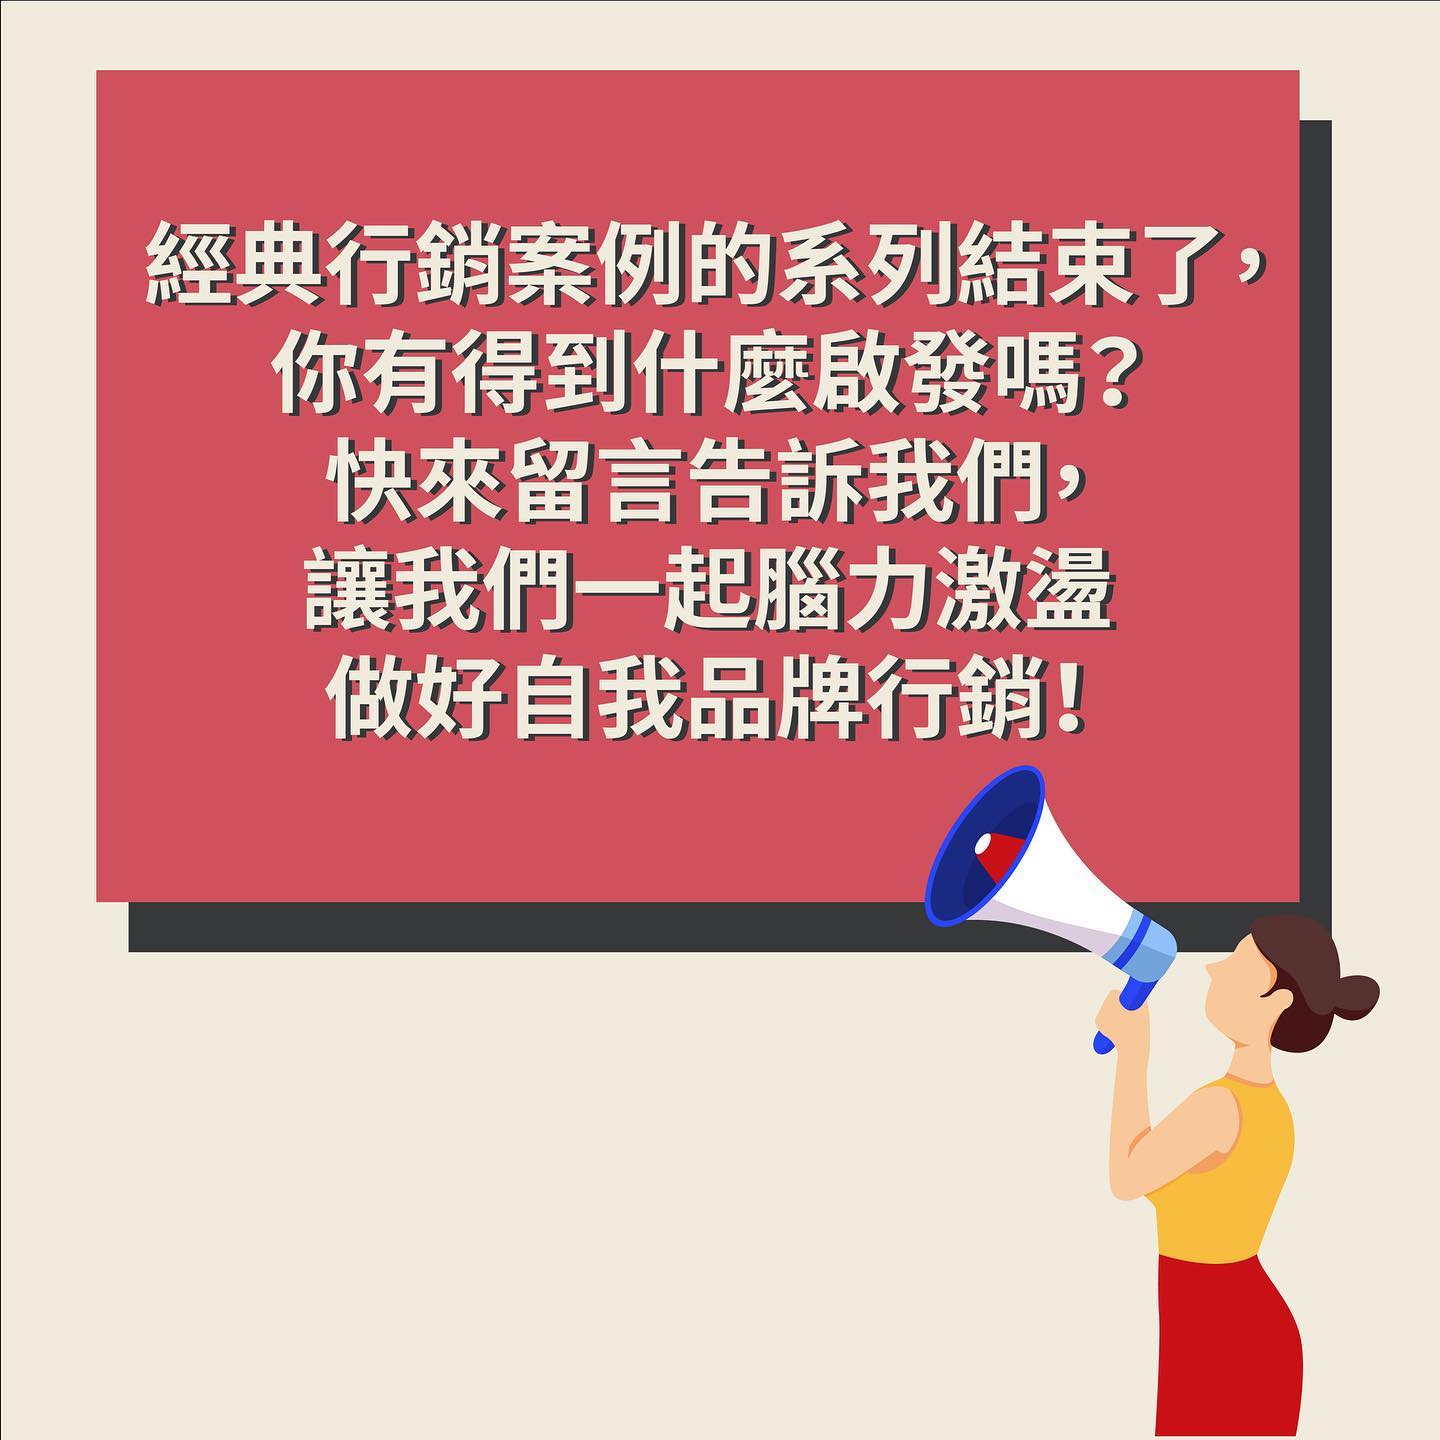 經典行銷案例的系列結束了，
你有得到什麼啟發嗎？
快來留言告訴我們，
讓我們一起腦力激盪
做好自我品牌行銷！